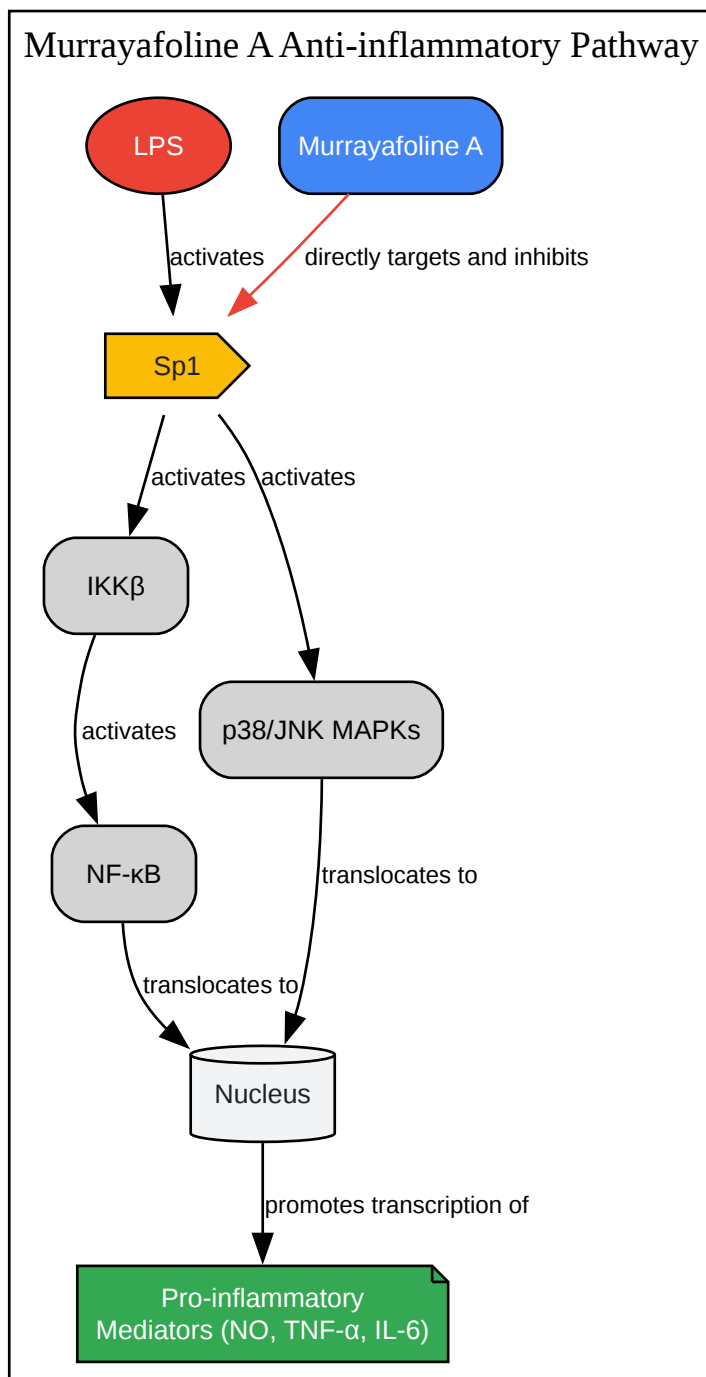 Murrayafoline A Anti-inflammatory Pathway
LPS
Murrayafoline A
activates
directly targets and inhibits
Sp1
activates
activates
IKKβ
activates
p38/JNK MAPKs
NF-κB
translocates to
translocates to
Nucleus
promotes transcription of
Pro-inflammatory
Mediators (NO, TNF-α, IL-6)